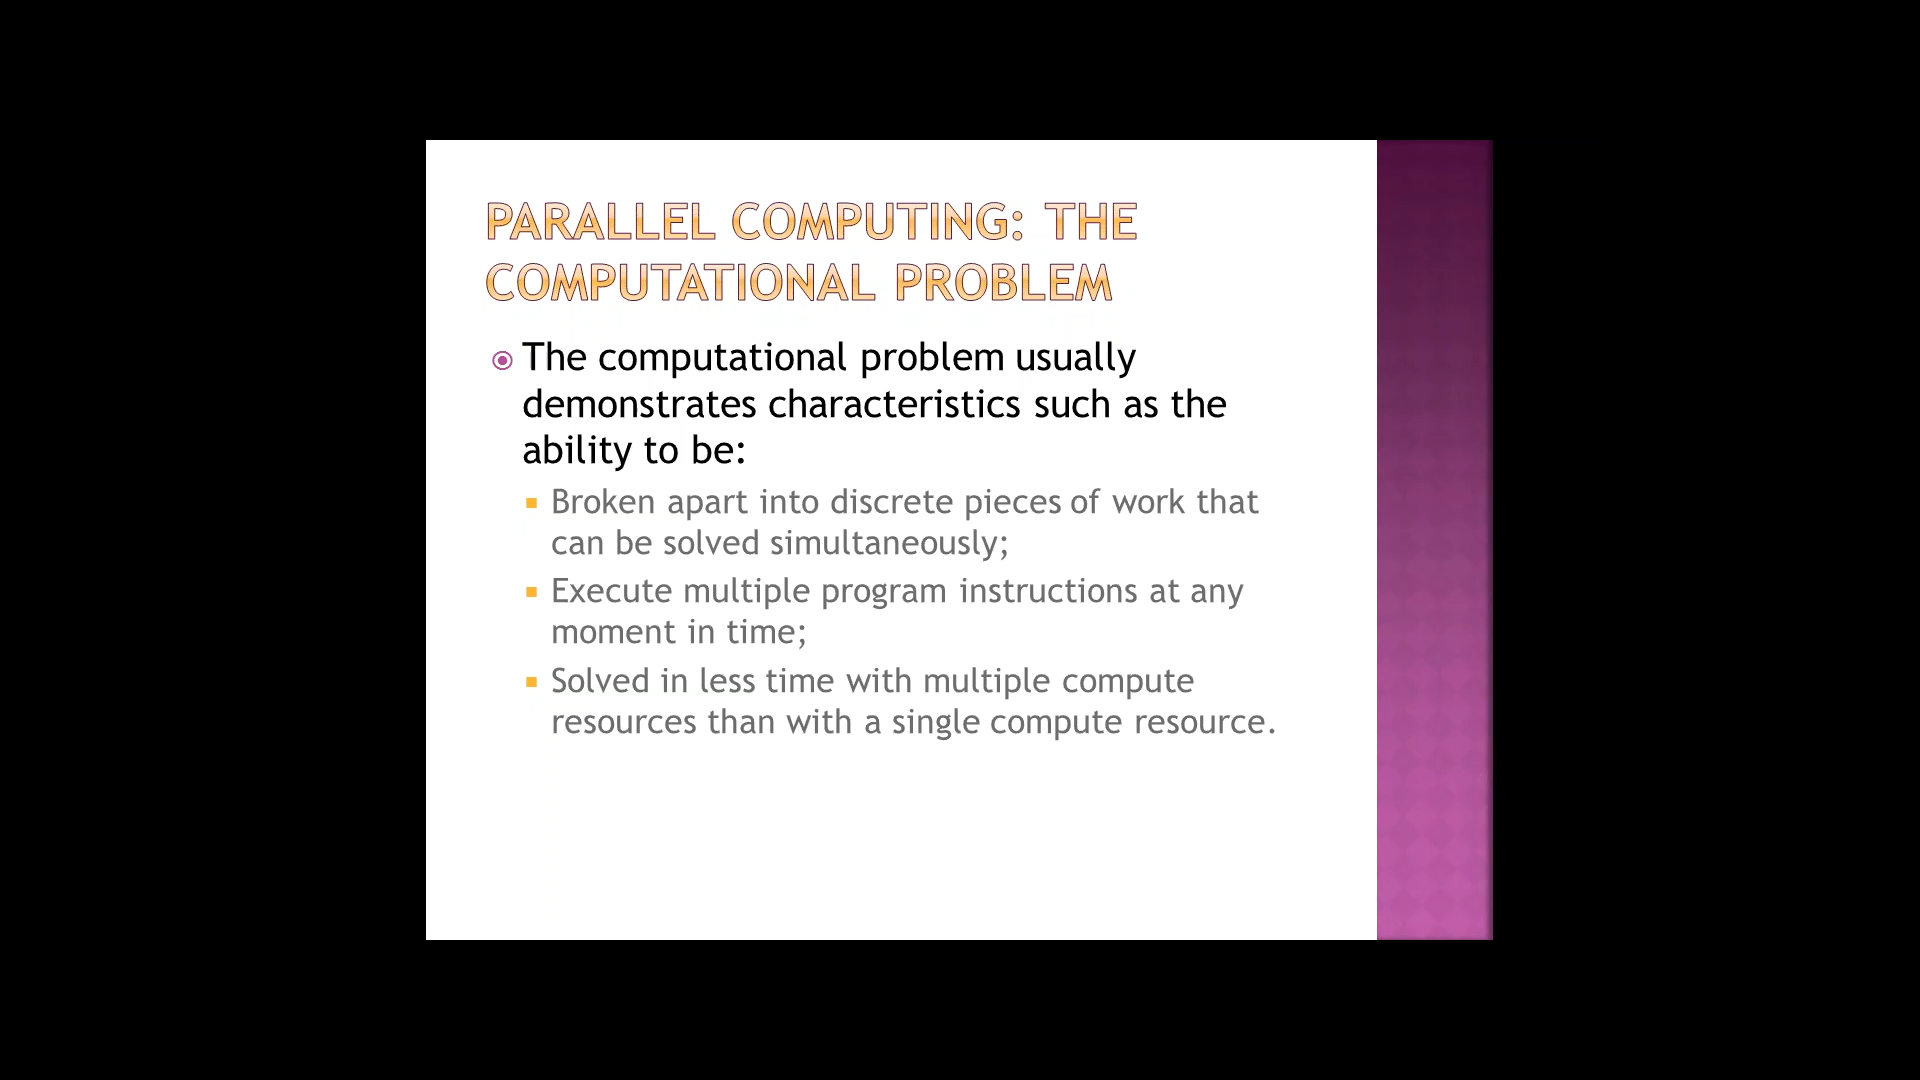 PARALLEL COMPUTING: THE
COMPUTATIONAL PROBLEM
The computational problem usually
demonstrates characteristics such as the
ability to be:
Broken apart into discrete pieces of work that
can be solved simultaneously;
Execute multiple program instructions at any
moment in time;
Solved in less time with multiple compute
resources than with a single compute resource.